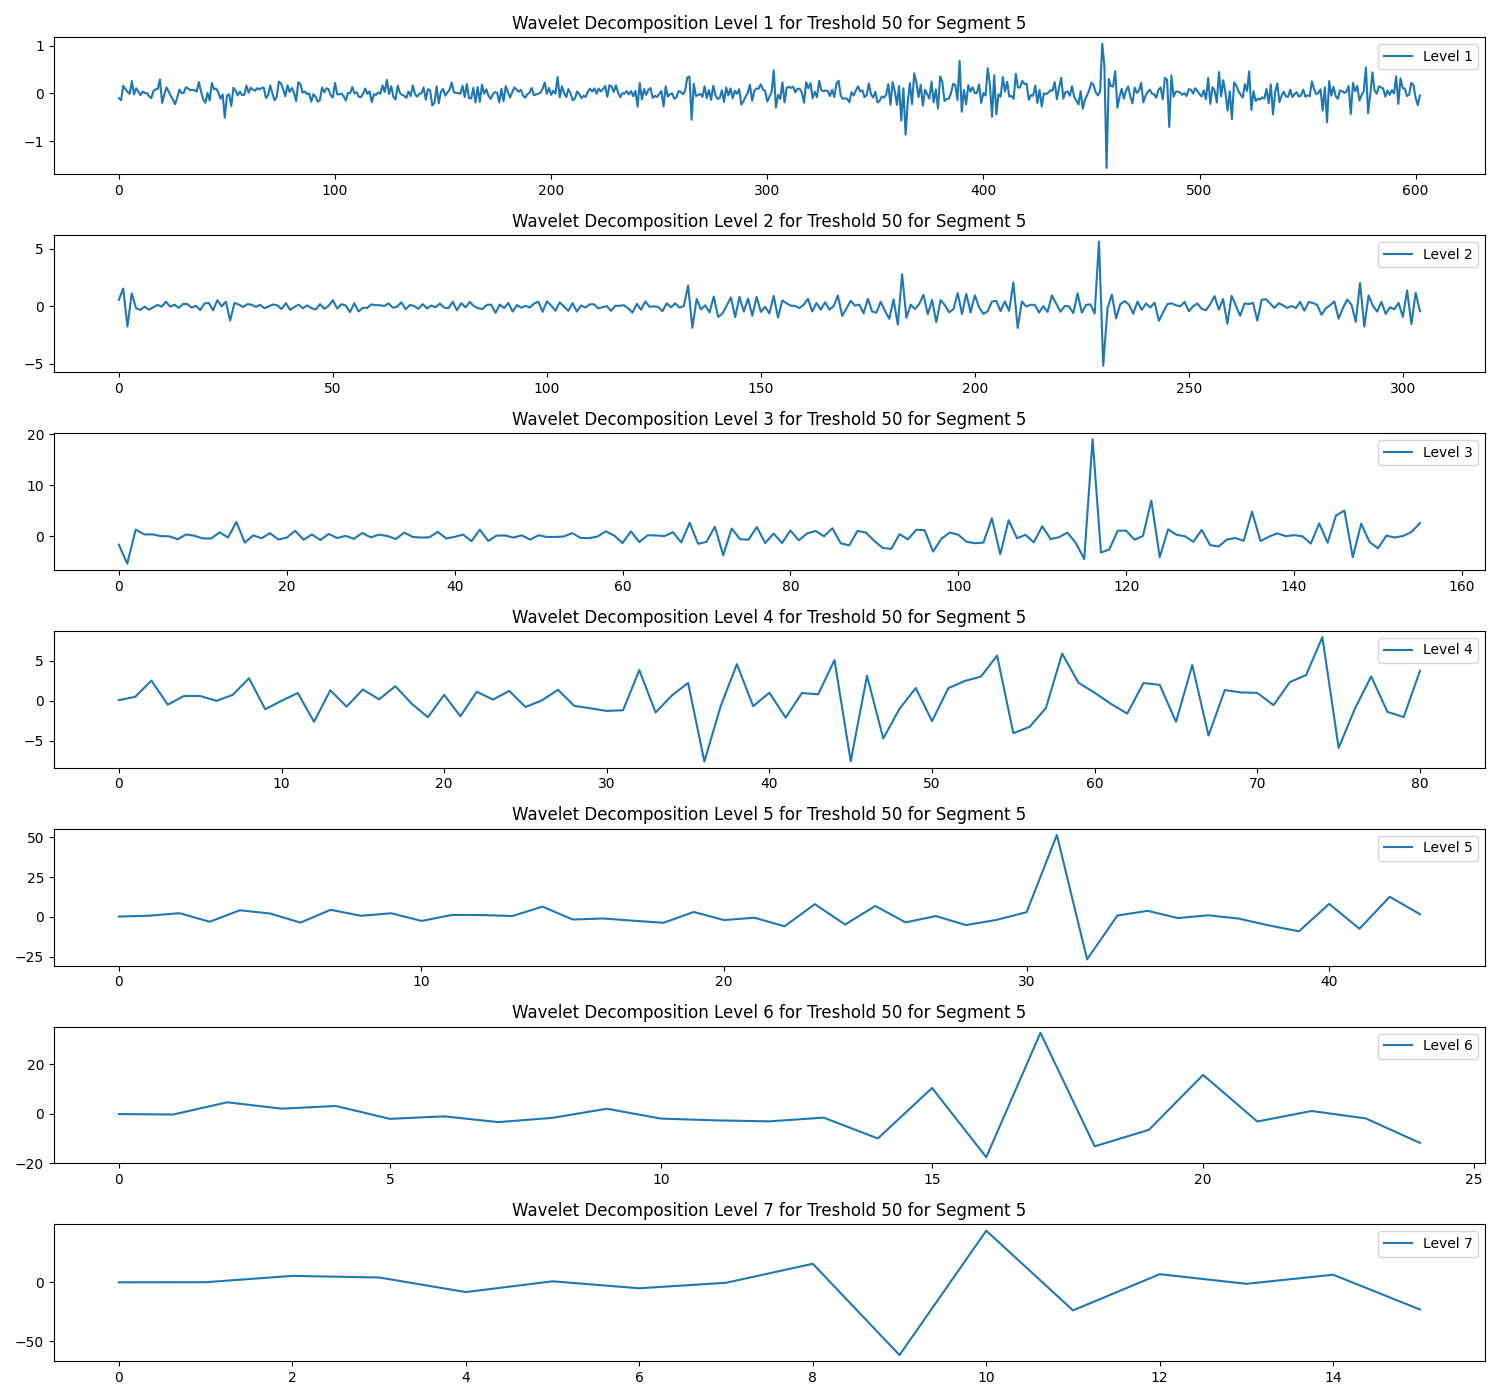 Wavelet Decomposition Level 1 for Treshold 50 for Segment 5
Level 1
1
0
−1
0 100 200 300 400 500 600
Wavelet Decomposition Level 2 for Treshold 50 for Segment 5
Level 2
5
0
−5
0 50 100 150 200 250 300
Wavelet Decomposition Level 3 for Treshold 50 for Segment 5
Level 3
20
10
0
0 20 40 60 80 100 120 140 160
Wavelet Decomposition Level 4 for Treshold 50 for Segment 5
Level 4
5
0
−5
0 10 20 30 40 50 60 70 80
Wavelet Decomposition Level 5 for Treshold 50 for Segment 5
Level 5
50
25
0
−25
0 10 20 30 40
Wavelet Decomposition Level 6 for Treshold 50 for Segment 5
Level 6
20
0
−20
0 5 10 15 20 25
Wavelet Decomposition Level 7 for Treshold 50 for Segment 5
Level 7
0
−50
0 2 4 6 8 10 12 14